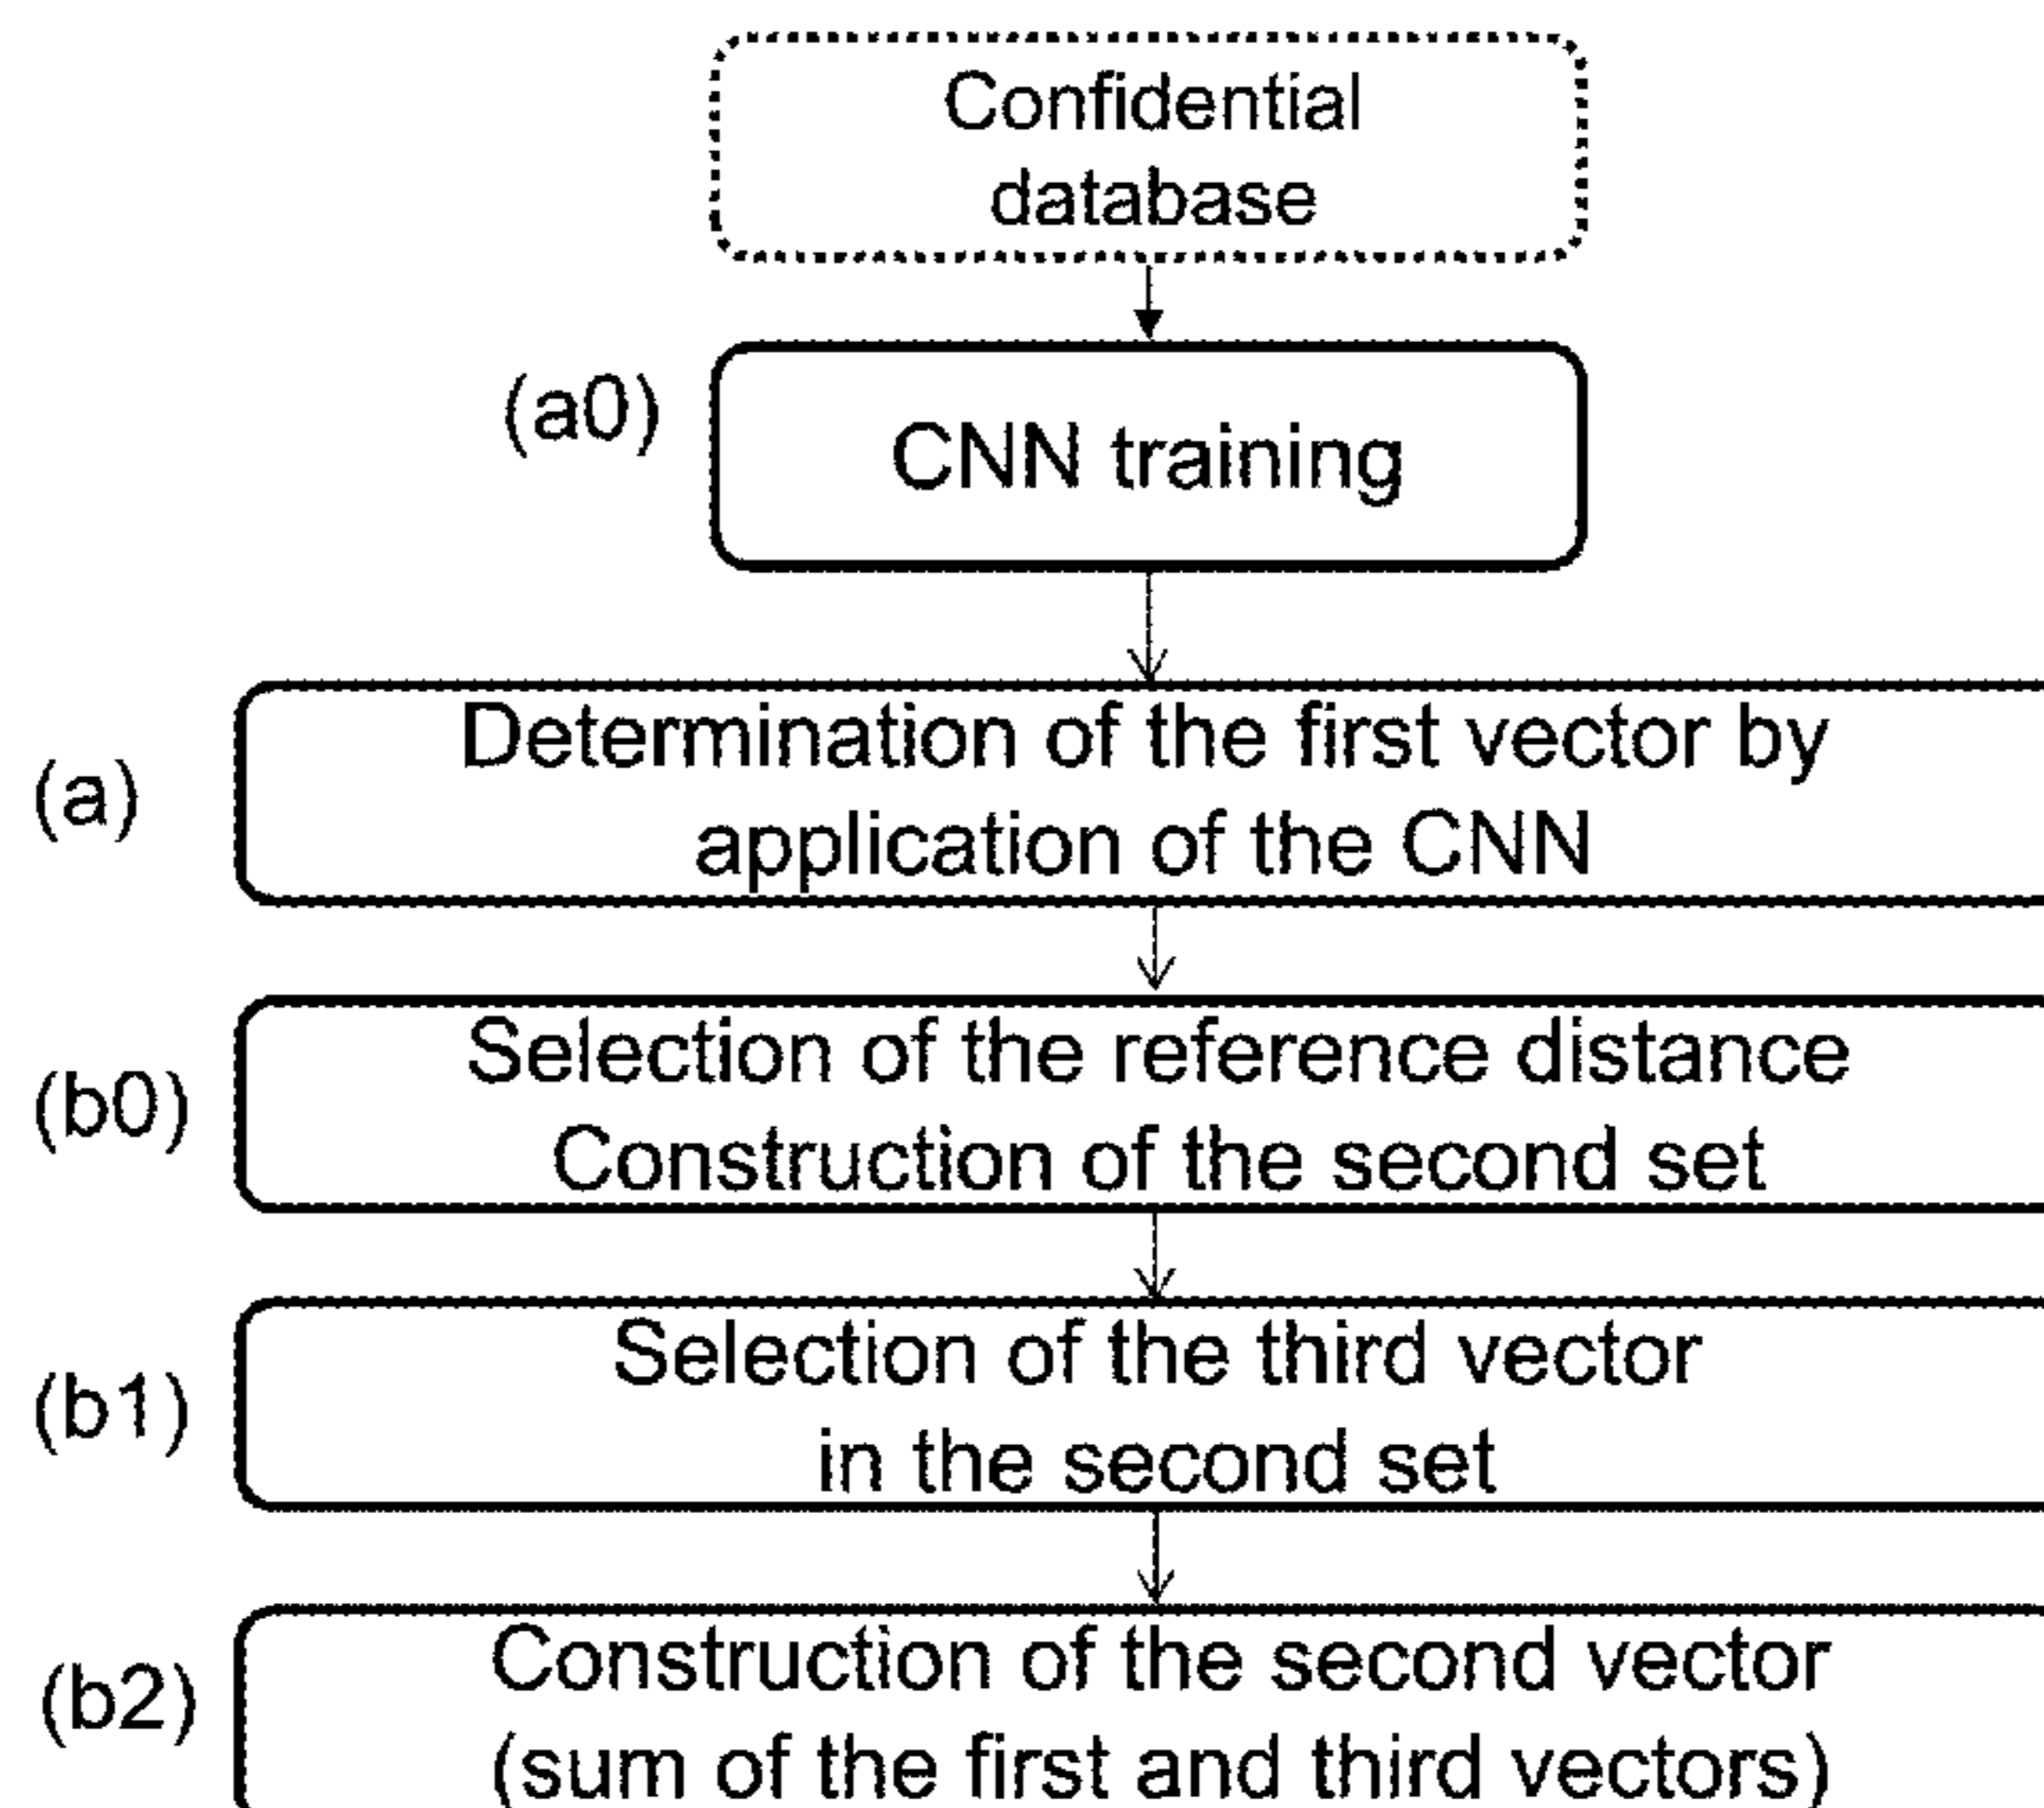 Confidential
database
(a0)
CNN training
(a)
Determination of the first vector by
application of the CNN
(b0)
Selection of the reference distance
Construction of the second set
(b1)
Selection of the third vector
in the second set
(b2)
Construction of the second vector
(sum of the first and third vectors)